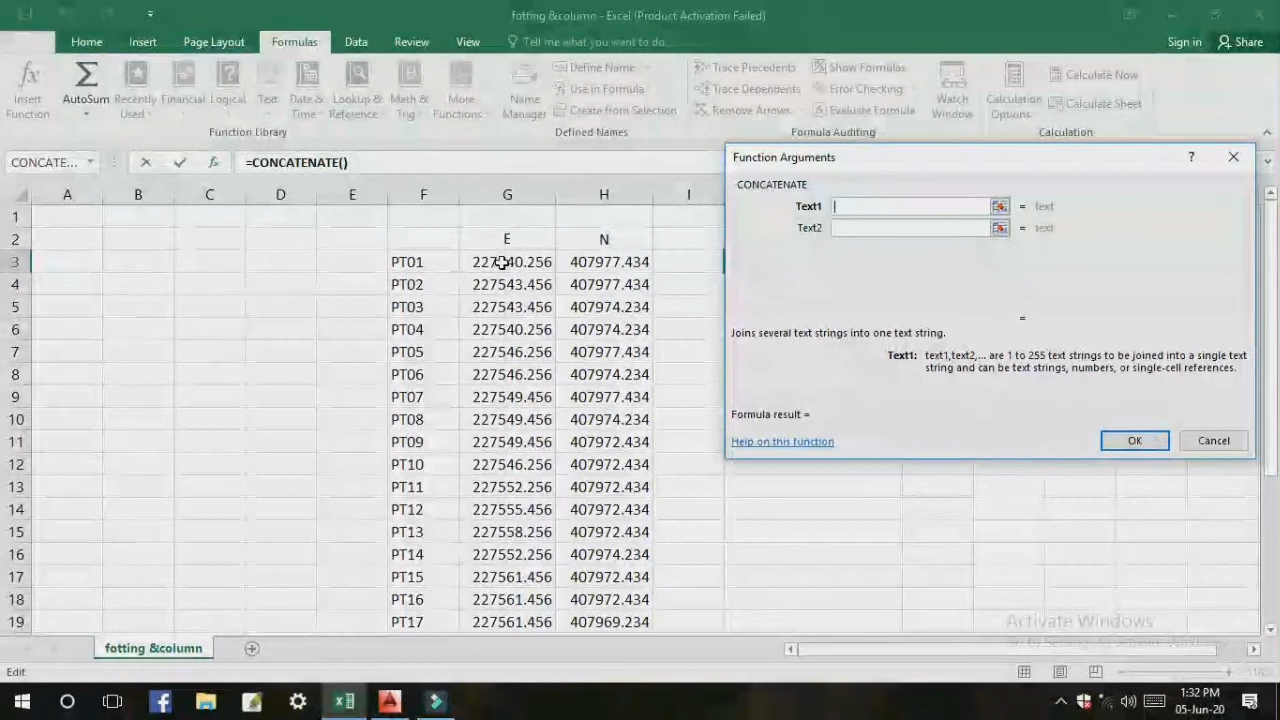 fotting &column - Excel (Product Activation Failed)
Home Insert Page Layout Formulas Data Review View Tell me what you want to do... Sign in Share
Insert Function
AutoSum
Recently Used
Financial
Logical
Text
Date & Time
Lookup & Reference
Math & Trig
More Functions
Function Library
Name Manager
Define Name
Use in Formula
Create from Selection
Defined Names
Trace Precedents
Trace Dependents
Remove Arrows
Show Formulas
Error Checking
Evaluate Formula
Formula Auditing
Watch Window
Calculation Options
Calculate Now
Calculate Sheet
Calculation
CONCATE... fx =CONCATENATE()
A B C D E F G H I
1
2 E N
3 PT01 227540.256 407977.434
4 PT02 227543.456 407977.434
5 PT03 227543.456 407974.234
6 PT04 227540.256 407974.234
7 PT05 227546.256 407977.434
8 PT06 227546.256 407974.234
9 PT07 227549.456 407977.434
10 PT08 227549.456 407974.234
11 PT09 227549.456 407972.434
12 PT10 227546.256 407972.434
13 PT11 227552.256 407972.434
14 PT12 227555.456 407972.434
15 PT13 227558.256 407972.434
16 PT14 227552.256 407974.234
17 PT15 227561.456 407972.434
18 PT16 227561.456 407972.434
19 PT17 227561.456 407969.234
Function Arguments ?
CONCATENATE
Text1 = text
Text2 = text
=
Joins several text strings into one text string.
Text1: text1,text2,... are 1 to 255 text strings to be joined into a single text
string and can be text strings, numbers, or single-cell references.
Formula result =
Help on this function
OK Cancel
Activate Windows
fotting &column
Edit
1:32 PM
05-Jun-20